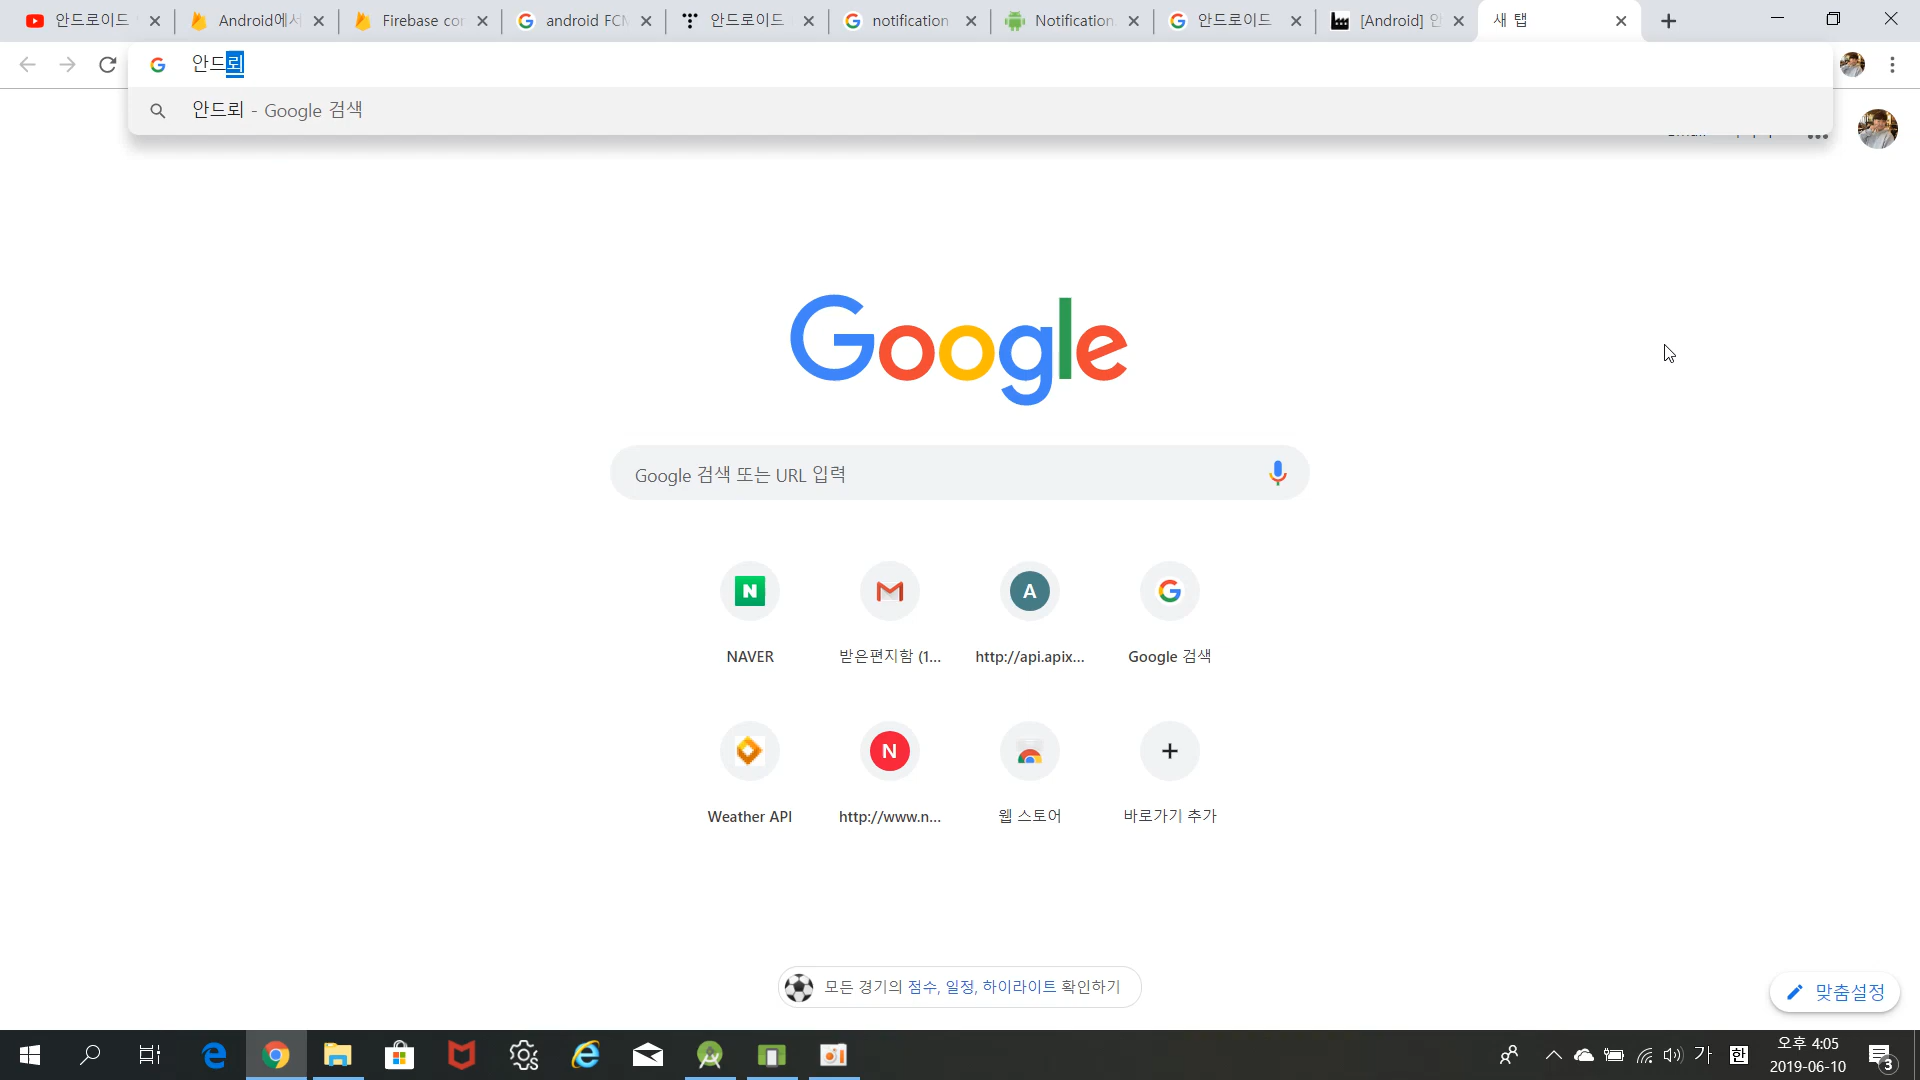 안드로이드
Android에서
Firebase co
android FCM
안드로이드
notification
Notification
안드로이드
[Android] 안
새 탭
안드뢰
안드뢰 - Google 검색
Google
Google 검색 또는 URL 입력
NAVER
받은편지함 (1...
http://api.apix...
Google 검색
Weather API
http://www.n...
웹 스토어
바로가기 추가
모든 경기의 점수, 일정, 하이라이트 확인하기
맞춤설정
가
한
오후 4:05
2019-06-10
3